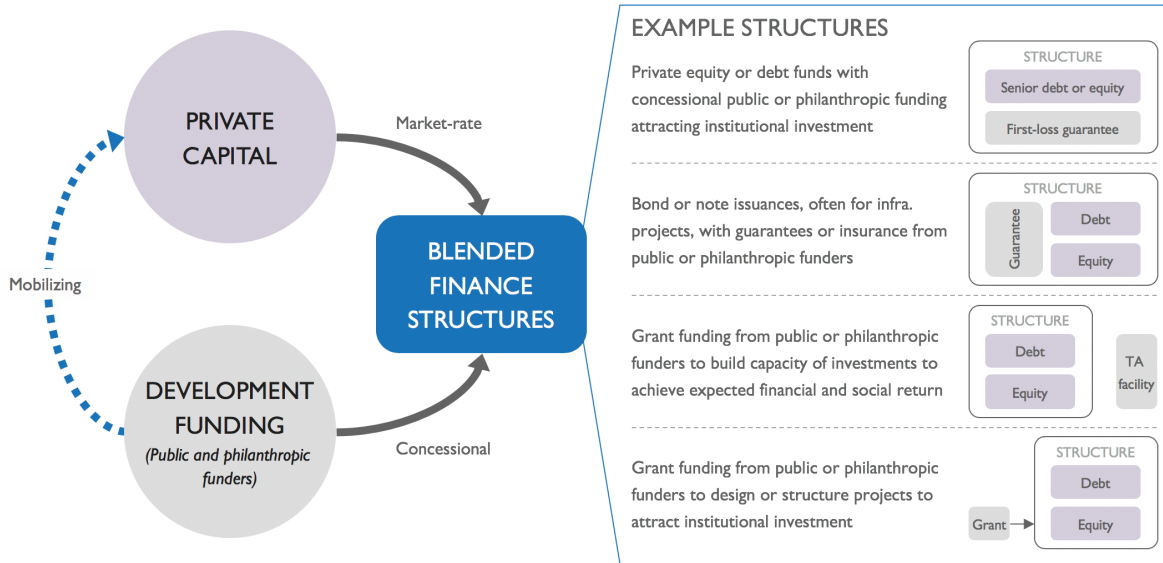 PRIVATE
CAPITAL
Market-rate
Mobilizing
BLENDED
FINANCE
STRUCTURES
DEVELOPMENT
FUNDING
(Public and philanthropic
funders)
Concessional
EXAMPLE STRUCTURES
Private equity or debt funds with
concessional public or philanthropic funding
attracting institutional investment
STRUCTURE
Senior debt or equity
First-loss guarantee
Bond or note issuances, often for infra.
projects, with guarantees or insurance from
public or philanthropic funders
STRUCTURE
Guarantee
Debt
Equity
Grant funding from public or philanthropic
funders to build capacity of investments to
achieve expected financial and social return
STRUCTURE
Debt
Equity
TA
facility
Grant funding from public or philanthropic
funders to design or structure projects to
attract institutional investment
STRUCTURE
Debt
Grant
Equity